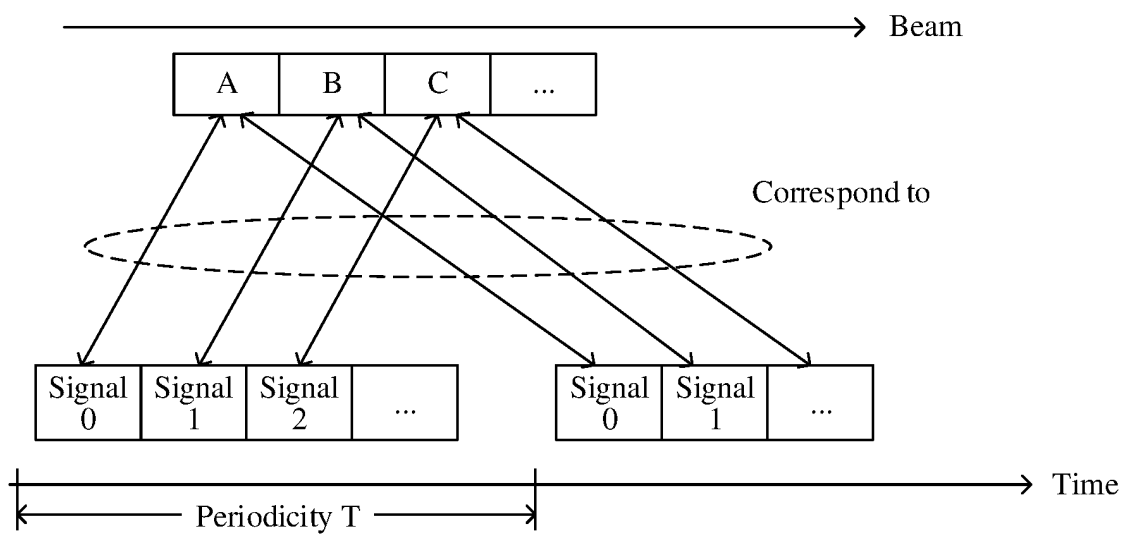 Beam
A B C ...
Correspond to
Signal 0 Signal 1 Signal 2 ... Signal 0 Signal 1 ...
Time
Periodicity T